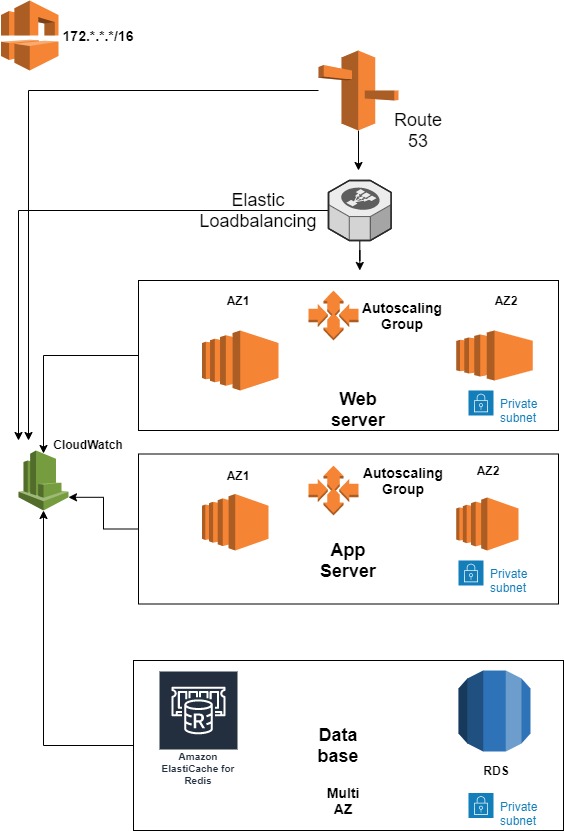 172.*.*.*/16
Route
53
Elastic
Loadbalancing
AZ1
Autoscaling
Group
AZ2
Web
server
Private
subnet
CloudWatch
AZ1
Autoscaling
Group
AZ2
App
Server
Private
subnet
R
Amazon
ElastiCache for
Redis
Data
base
Multi
AZ
RDS
Private
subnet